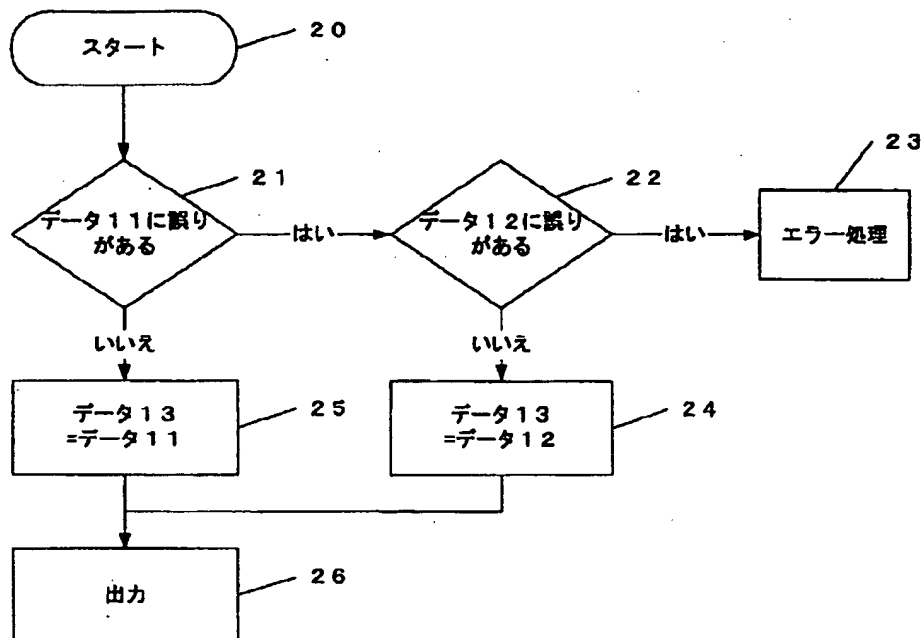 スタート
20
データ11に誤り
がある
21
はい
データ12に誤り
がある
22
はい
エラー処理
23
いいえ
いいえ
データ13
=データ11
25
データ13
=データ12
24
出力
26